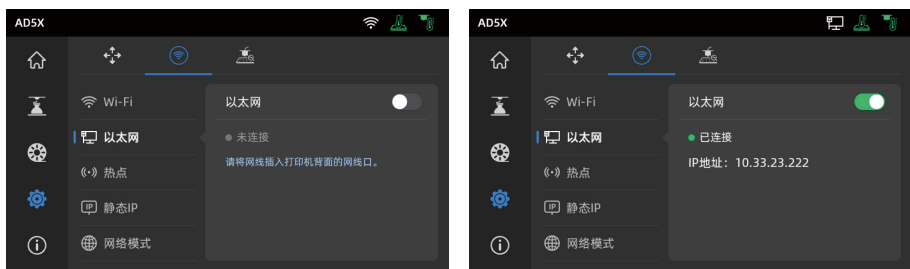 AD5X
Wi-Fi
以太网
热点
IP 静态IP
网络模式
以太网
未连接
请将网线插入打印机背面的网线口。
AD5X
Wi-Fi
以太网
热点
IP 静态IP
网络模式
以太网
已连接
IP地址：10.33.23.222